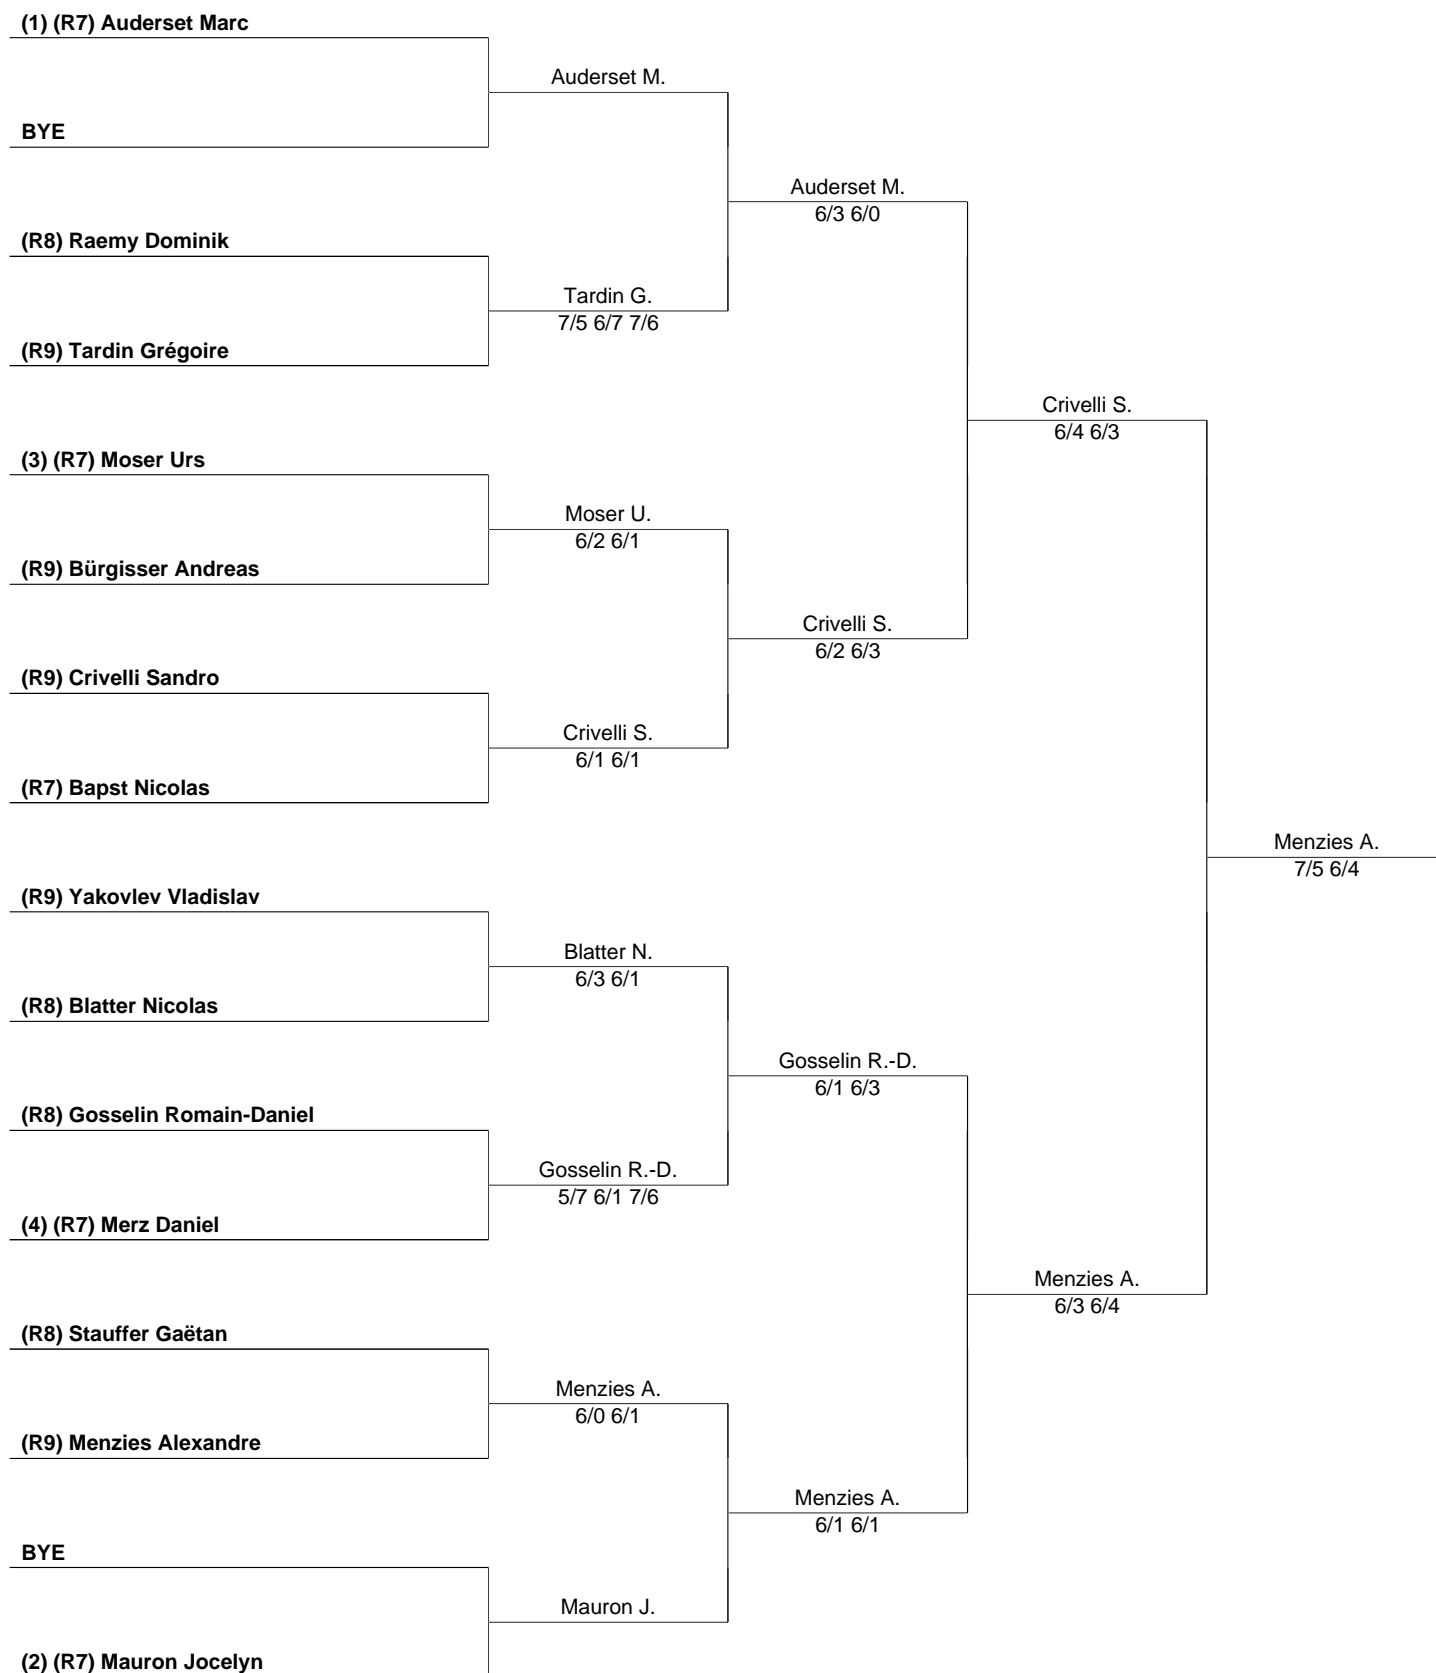 (1) (R7) Auderset Marc
Auderset M.
BYE
Auderset M.
6/3 6/0
(R8) Raemy Dominik
Tardin G.
7/5 6/7 7/6
(R9) Tardin Grégoire
Crivelli S.
6/4 6/3
(3) (R7) Moser Urs
Moser U.
6/2 6/1
(R9) Bürgisser Andreas
Crivelli S.
6/2 6/3
(R9) Crivelli Sandro
Crivelli S.
6/1 6/1
(R7) Bapst Nicolas
Menzies A.
7/5 6/4
(R9) Yakovlev Vladislav
Blatter N.
6/3 6/1
(R8) Blatter Nicolas
Gosselin R.-D.
6/1 6/3
(R8) Gosselin Romain-Daniel
Gosselin R.-D.
5/7 6/1 7/6
(4) (R7) Merz Daniel
Menzies A.
6/3 6/4
(R8) Stauffer Gaëtan
Menzies A.
6/0 6/1
(R9) Menzies Alexandre
Menzies A.
6/1 6/1
BYE
Mauron J.
(2) (R7) Mauron Jocelyn